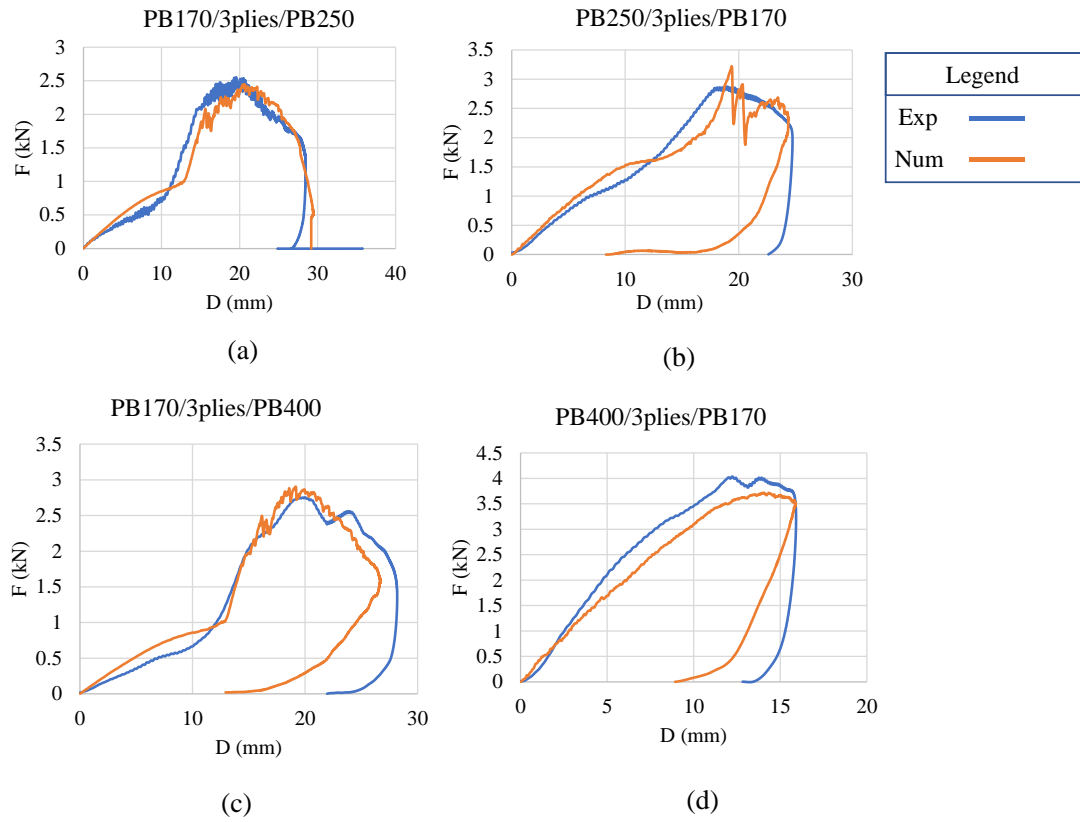 PB170/3plies/PB250
3
2.5
2
1.5
1
0.5
0
F (kN)
0 10 20 30 40
D (mm)
(a)
PB250/3plies/PB170
3.5
3
2.5
2
1.5
1
0.5
0
F (kN)
0 10 20 30
D (mm)
(b)
Legend
Exp
Num
PB170/3plies/PB400
3.5
3
2.5
2
1.5
1
0.5
0
F (kN)
0 10 20 30
D (mm)
(c)
PB400/3plies/PB170
4.5
4
3.5
3
2.5
2
1.5
1
0.5
0
F (kN)
0 5 10 15 20
D (mm)
(d)